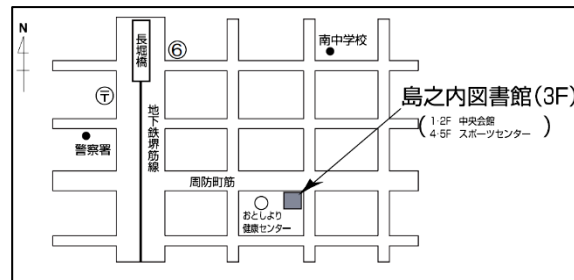 N
長堀橋
⑥
南中学校
〒
地下鉄堺筋線
島之内図書館(3F)
(1・2F 中央会館
4・5F スポーツセンター)
警察署
周防町筋
おとしより
健康センター